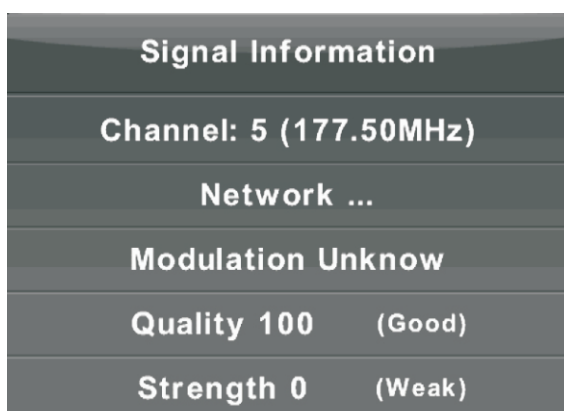 Signal Information
Channel: 5 (177.50MHz)
Network ...
Modulation Unknow
Quality 100 (Good)
Strength 0 (Weak)